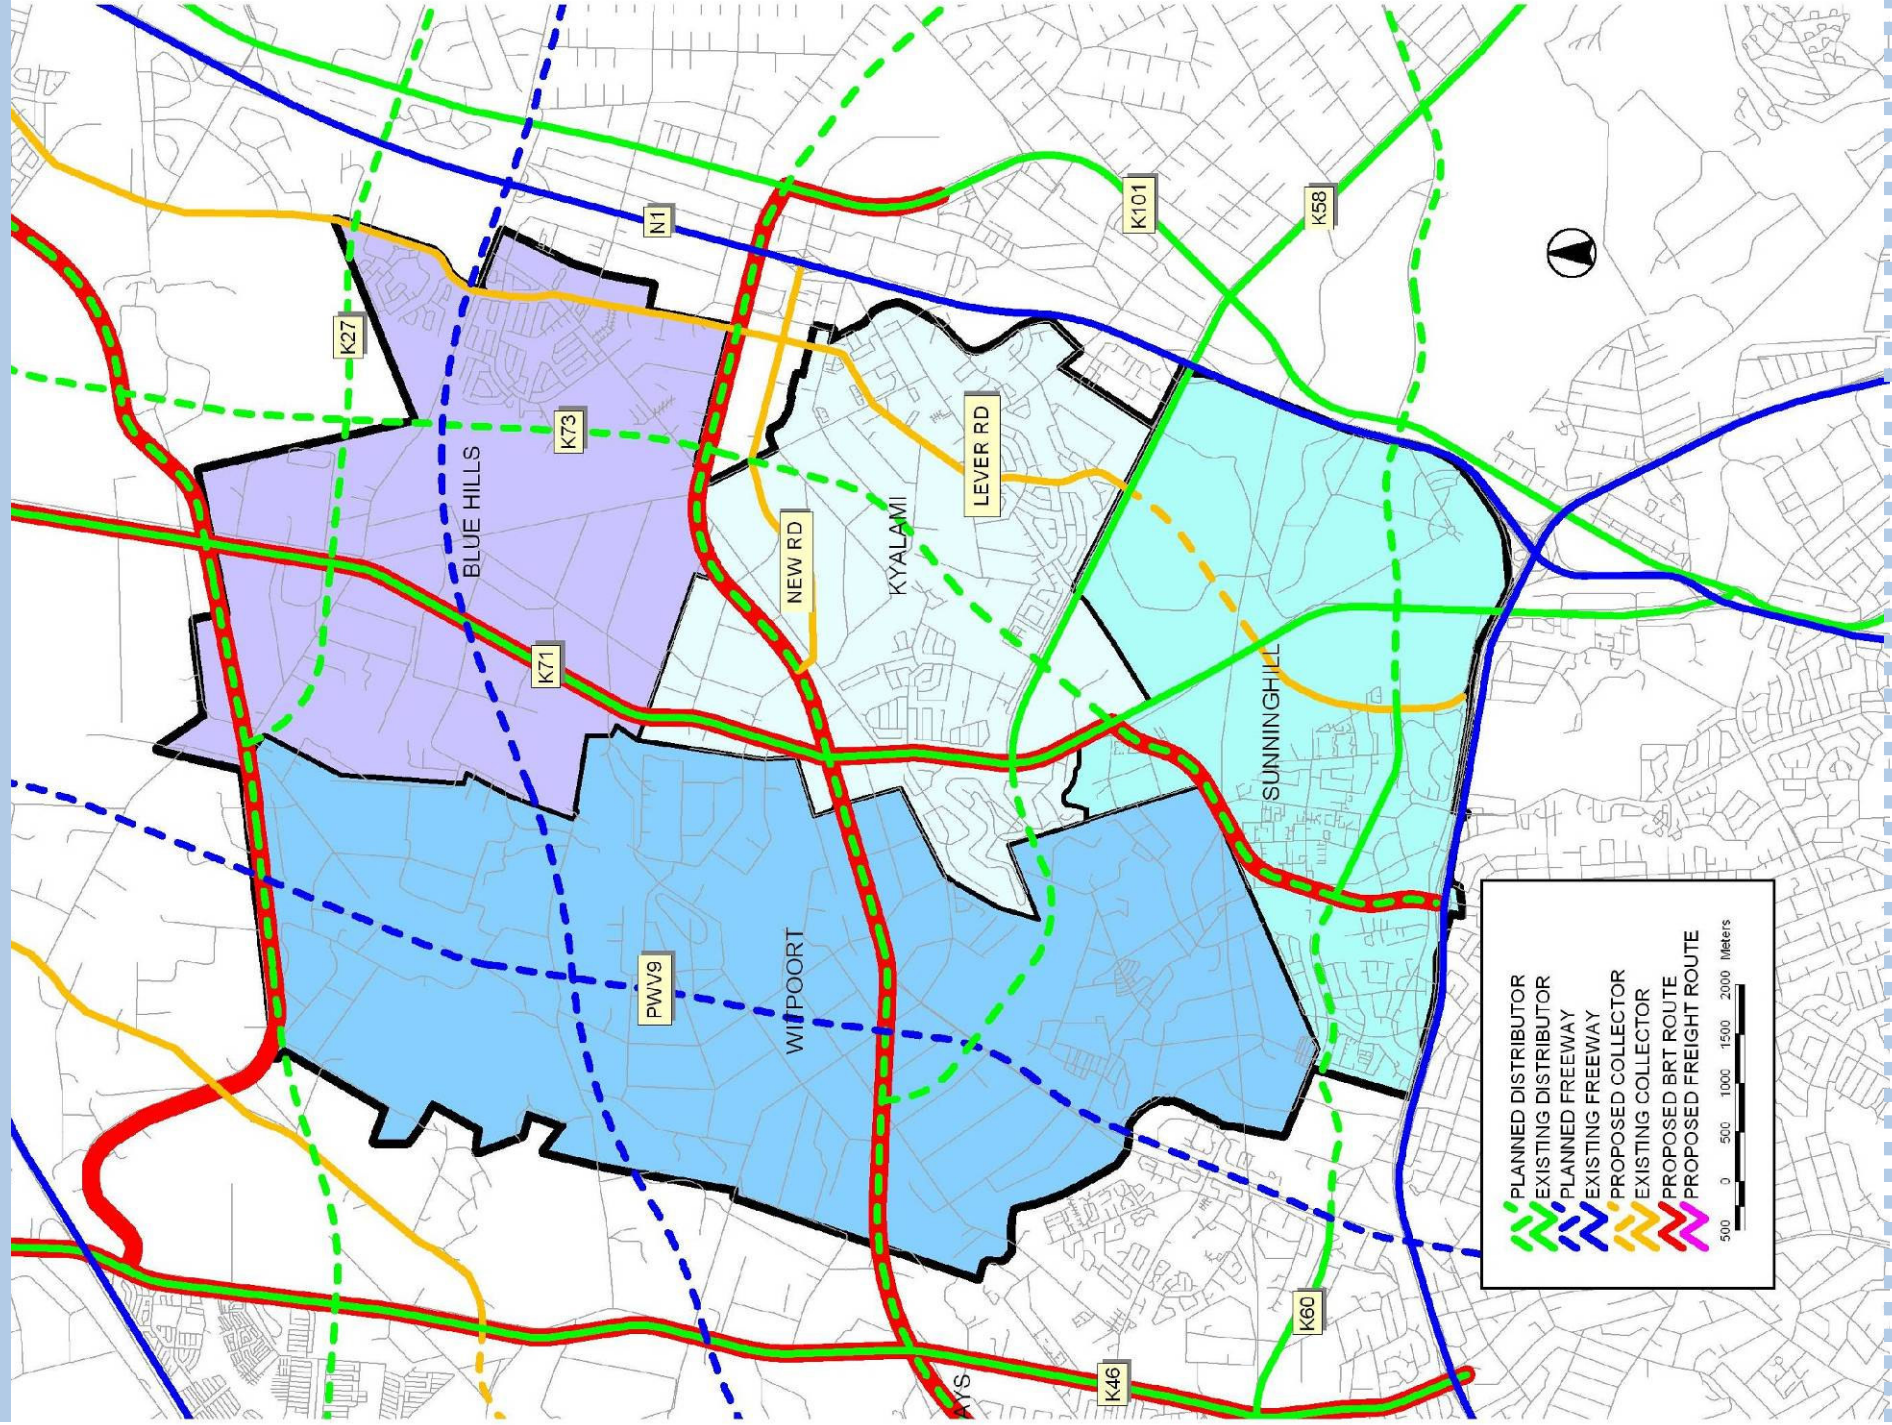 N1
K27
K73
BLUE HILLS
K71
K101
K58
LEVER RD
NEW RD
KYALAMI
SUNNINGHILL
PWV9
WITPOORT
K60
K46
AYS
PLANNED DISTRIBUTOR
EXISTING DISTRIBUTOR
PLANNED FREEWAY
EXISTING FREEWAY
PROPOSED COLLECTOR
EXISTING COLLECTOR
PROPOSED BRT ROUTE
PROPOSED FREIGHT ROUTE
500 0 500 1000 1500 2000 Meters